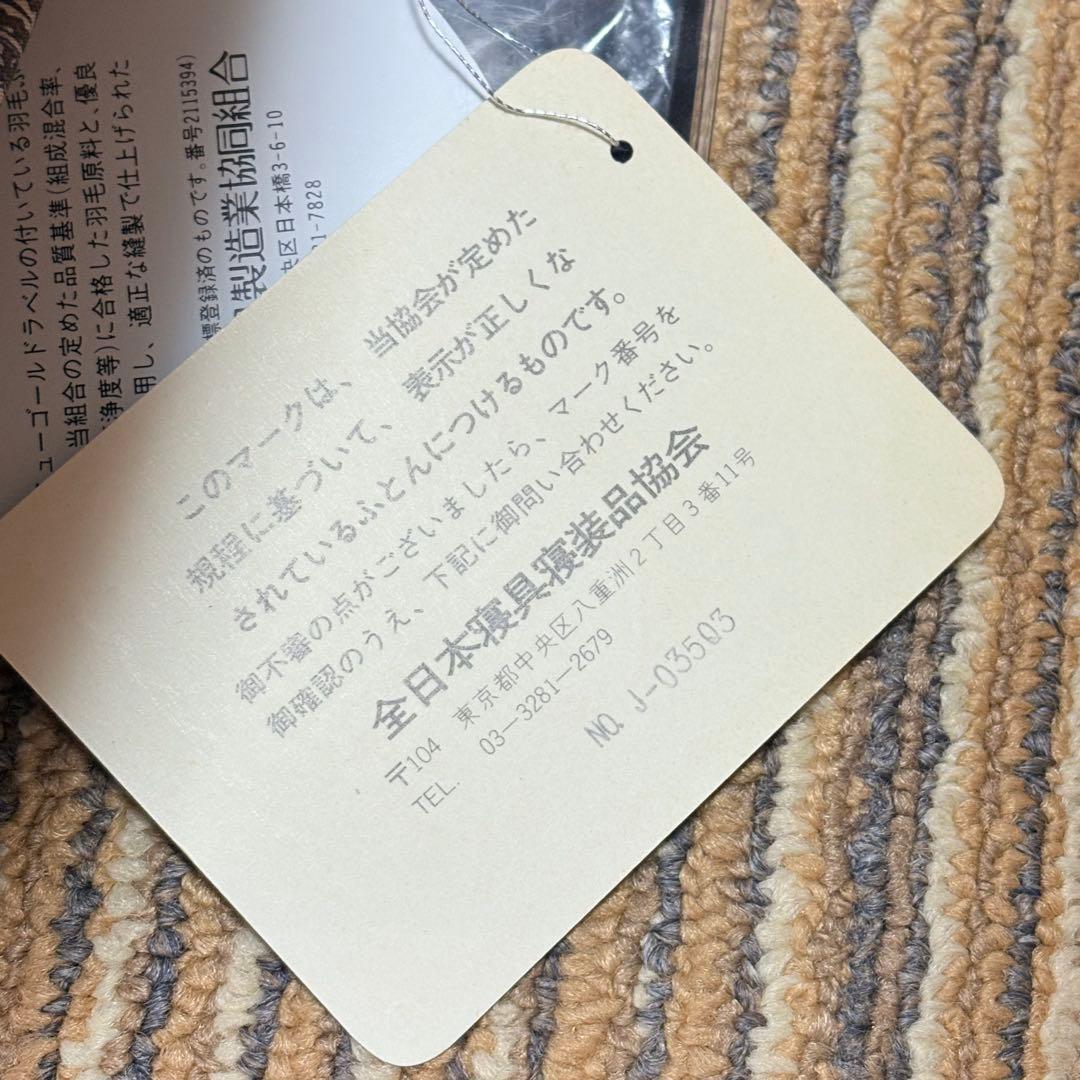 ューゴールドラベルの付いている羽毛ふ
当組合の定めた品質基準(組成混合率、
浄度等)に合格した羽毛原料と、優良
用し、適正な縫製で仕上げられた
標登録済のものです。番号2115394)
製造業協同組合
央区日本橋3-6-10
11-7828
このマークは、当協会が定めた
規程に基づいて、表示が正しくな
されているふとんにつけるものです。
御不審の点がございましたら、マーク番号を
御確認のうえ、下記に御問い合わせください。
全日本寝具寝装品協会
〒104 東京都中央区八重洲2丁目3番11号
TEL. 03-3281-2679
NO. J-03503